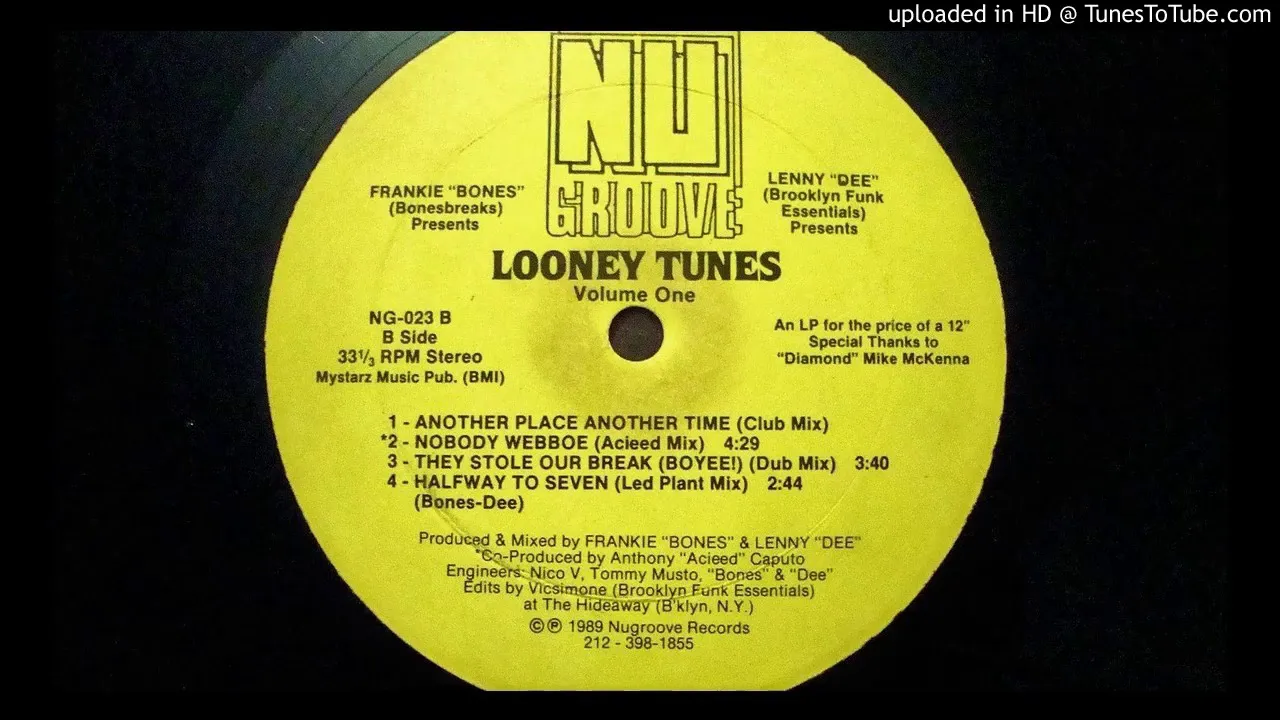 uploaded in HD @ TunesToTube.com
NU
GROOVE
FRANKIE "BONES"
(Bonesbreaks)
Presents
LENNY "DEE"
(Brooklyn Funk
Essentials)
Presents
LOONEY TUNES
Volume One
NG-023 B
B Side
33 1/3 RPM Stereo
Mystarz Music Pub. (BMI)
An LP for the price of a 12"
Special Thanks to
"Diamond" Mike McKenna
1 - ANOTHER PLACE ANOTHER TIME (Club Mix)
*2 - NOBODY WEBBOE (Acieed Mix) 4:29
3 - THEY STOLE OUR BREAK (BOYEE!) (Dub Mix) 3:40
4 - HALFWAY TO SEVEN (Led Plant Mix) 2:44
(Bones-Dee)
Produced & Mixed by FRANKIE "BONES" & LENNY "DEE"
*Co-Produced by Anthony "Acieed" Caputo
Engineers: Nico V, Tommy Musto, "Bones" & "Dee"
Edits by Vicsimone (Brooklyn Funk Essentials)
at The Hideaway (B'klyn, N.Y.)
©℗ 1989 Nugroove Records
212 - 398-1855